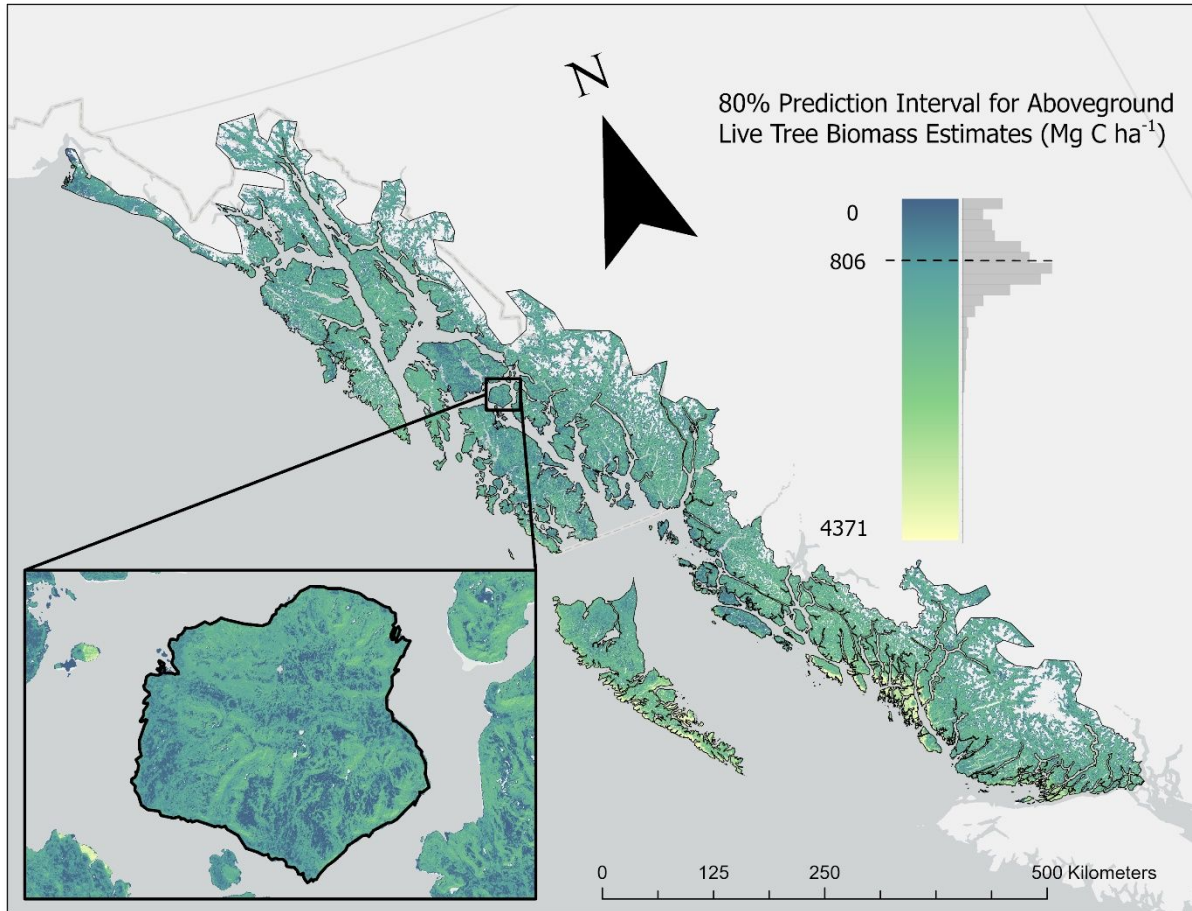 N
80% Prediction Interval for Aboveground
Live Tree Biomass Estimates (Mg C ha⁻¹)
0
806
4371
0 125 250 500 Kilometers